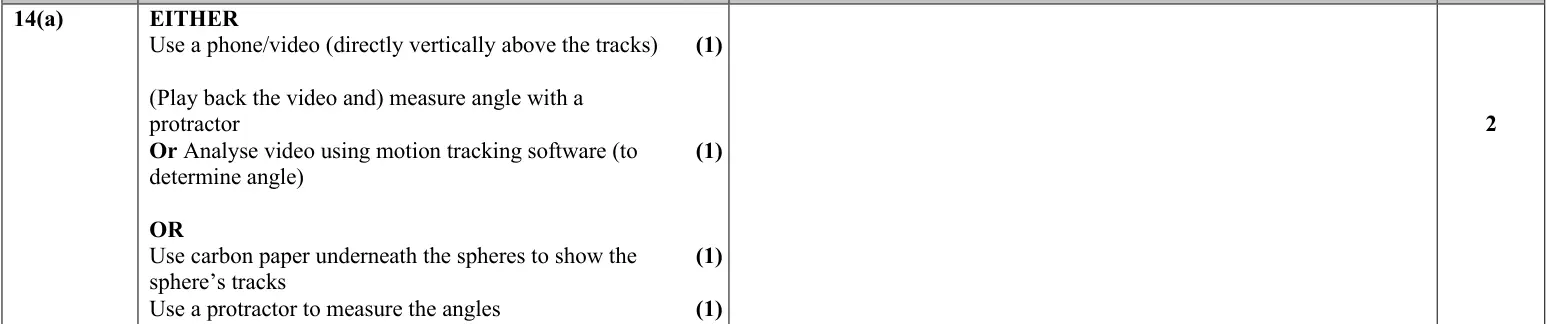 14(a)
EITHER
Use a phone/video (directly vertically above the tracks) (1)
(Play back the video and) measure angle with a
protractor
2
Or Analyse video using motion tracking software (to (1)
determine angle)
OR
Use carbon paper underneath the spheres to show the (1)
sphere’s tracks
Use a protractor to measure the angles (1)